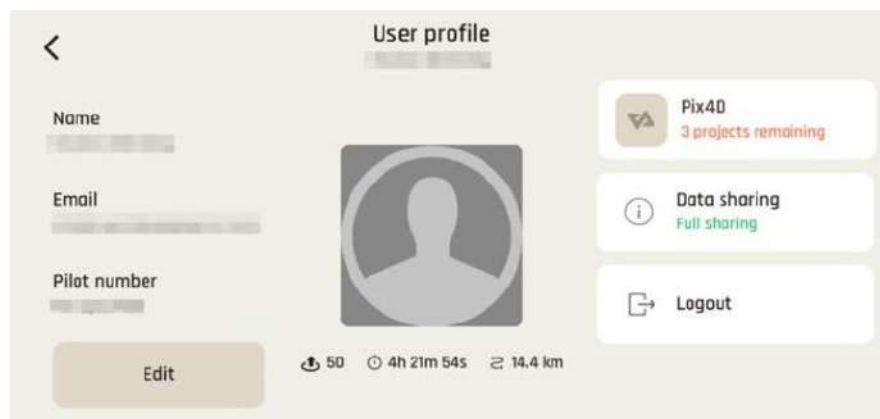 User profile
Name
Email
Pilot number
Edit
50 4h 21m 54s 14.4 km
Pix4D
3 projects remaining
Data sharing
Full sharing
Logout